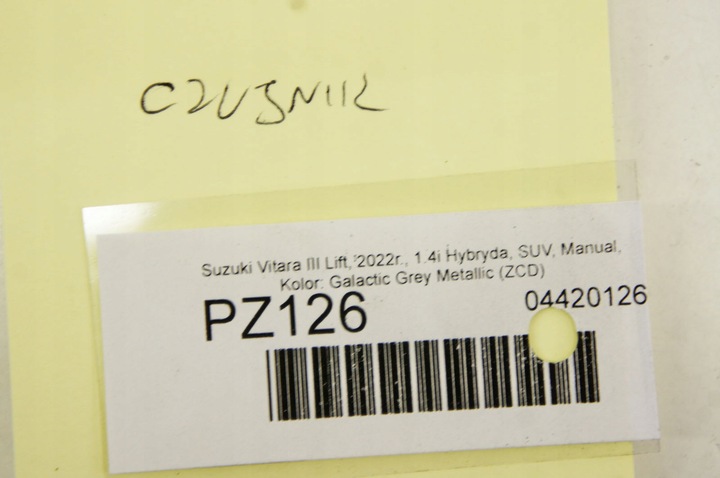 CZUJNIK
Suzuki Vitara III Lift, 2022r., 1.4i Hybryda, SUV, Manual,
Kolor: Galactic Grey Metallic (ZCD)
PZ126
04420126